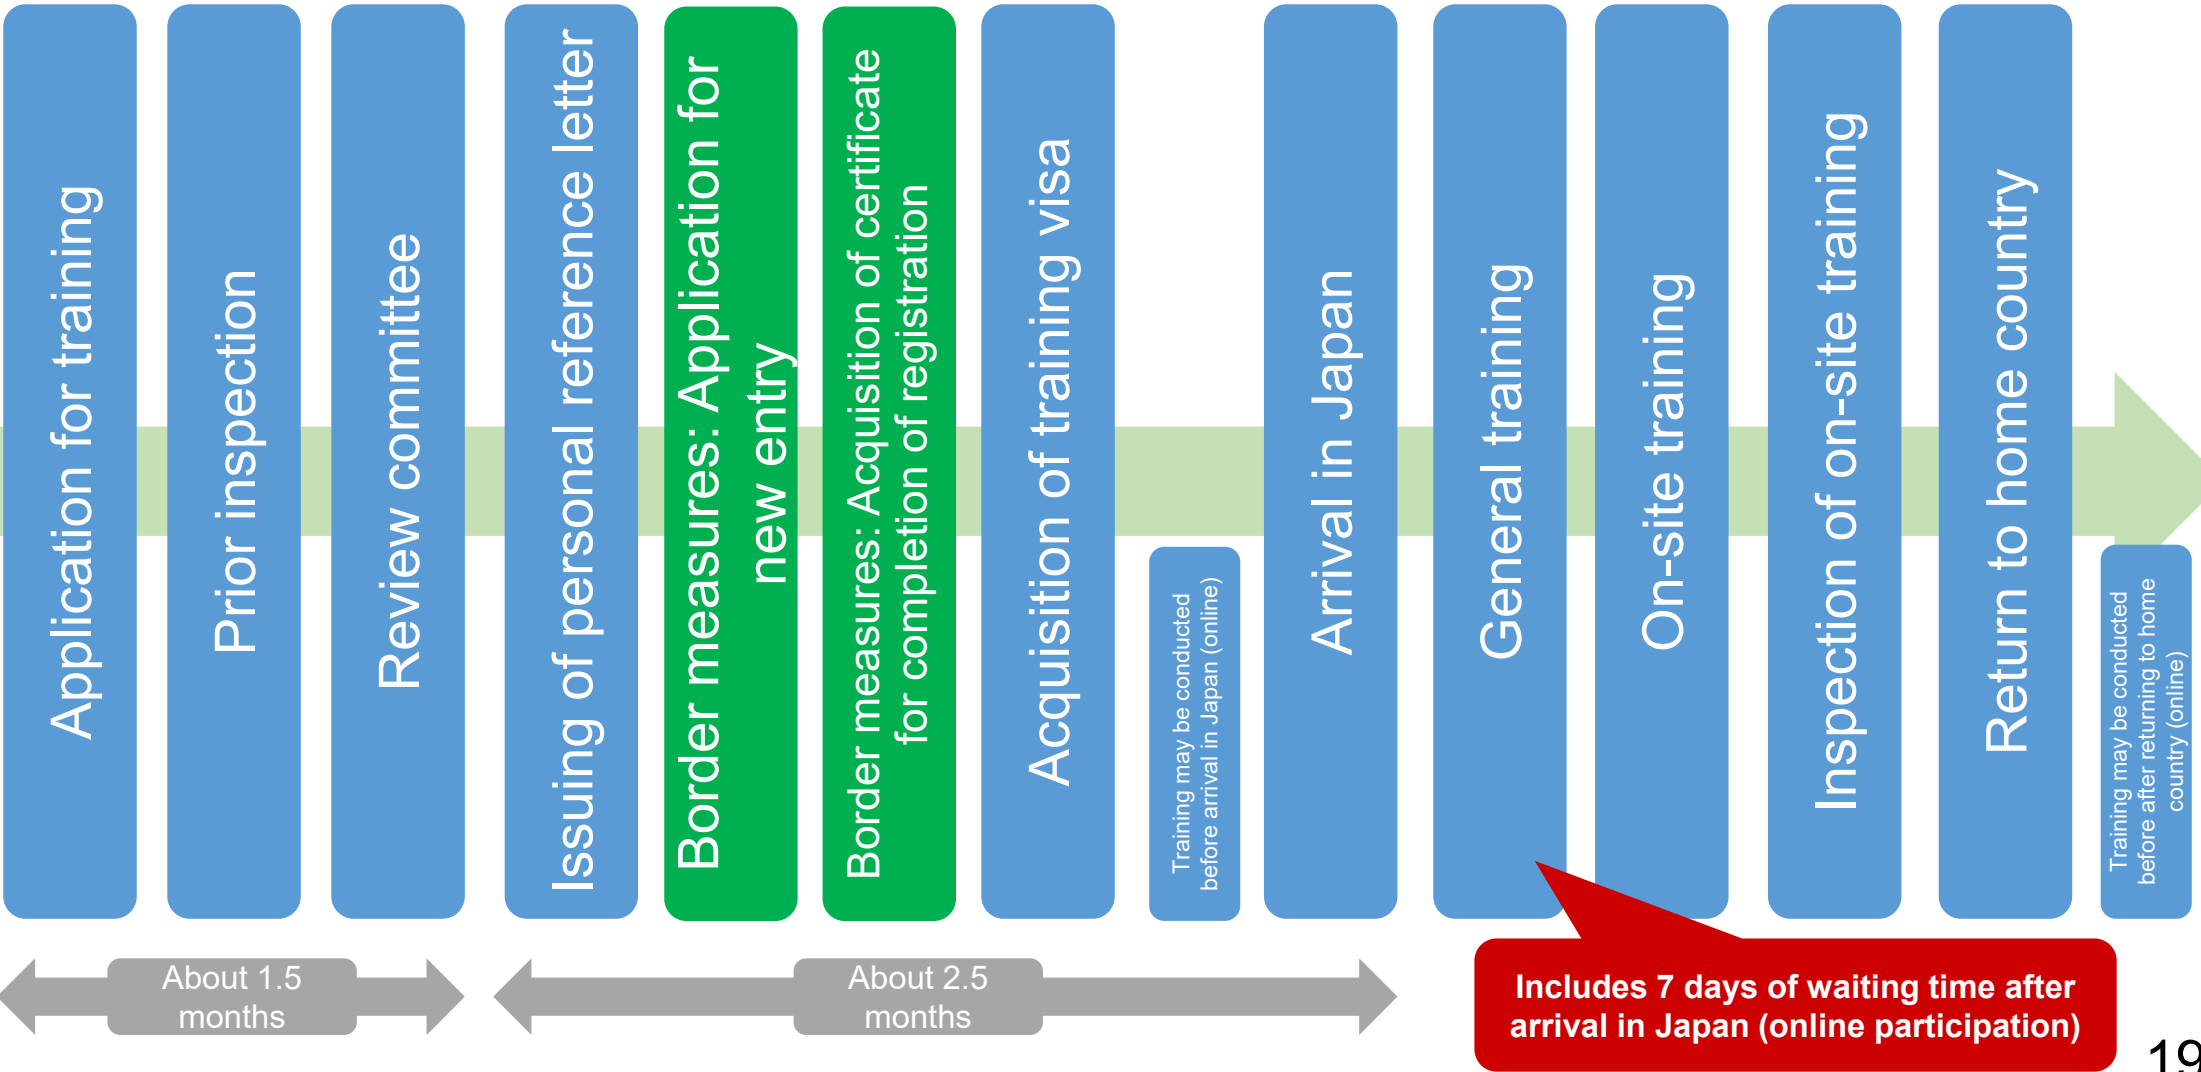 Application for training
Prior inspection
Review committee
Issuing of personal reference letter
Border measures: Application for
new entry
Border measures: Acquisition of certificate
for completion of registration
Acquisition of training visa
Training may be conducted
before arrival in Japan (online)
Arrival in Japan
General training
On-site training
Inspection of on-site training
Return to home country
Training may be conducted
before after returning to home
country (online)
About 1.5
months
About 2.5
months
Includes 7 days of waiting time after
arrival in Japan (online participation)
19